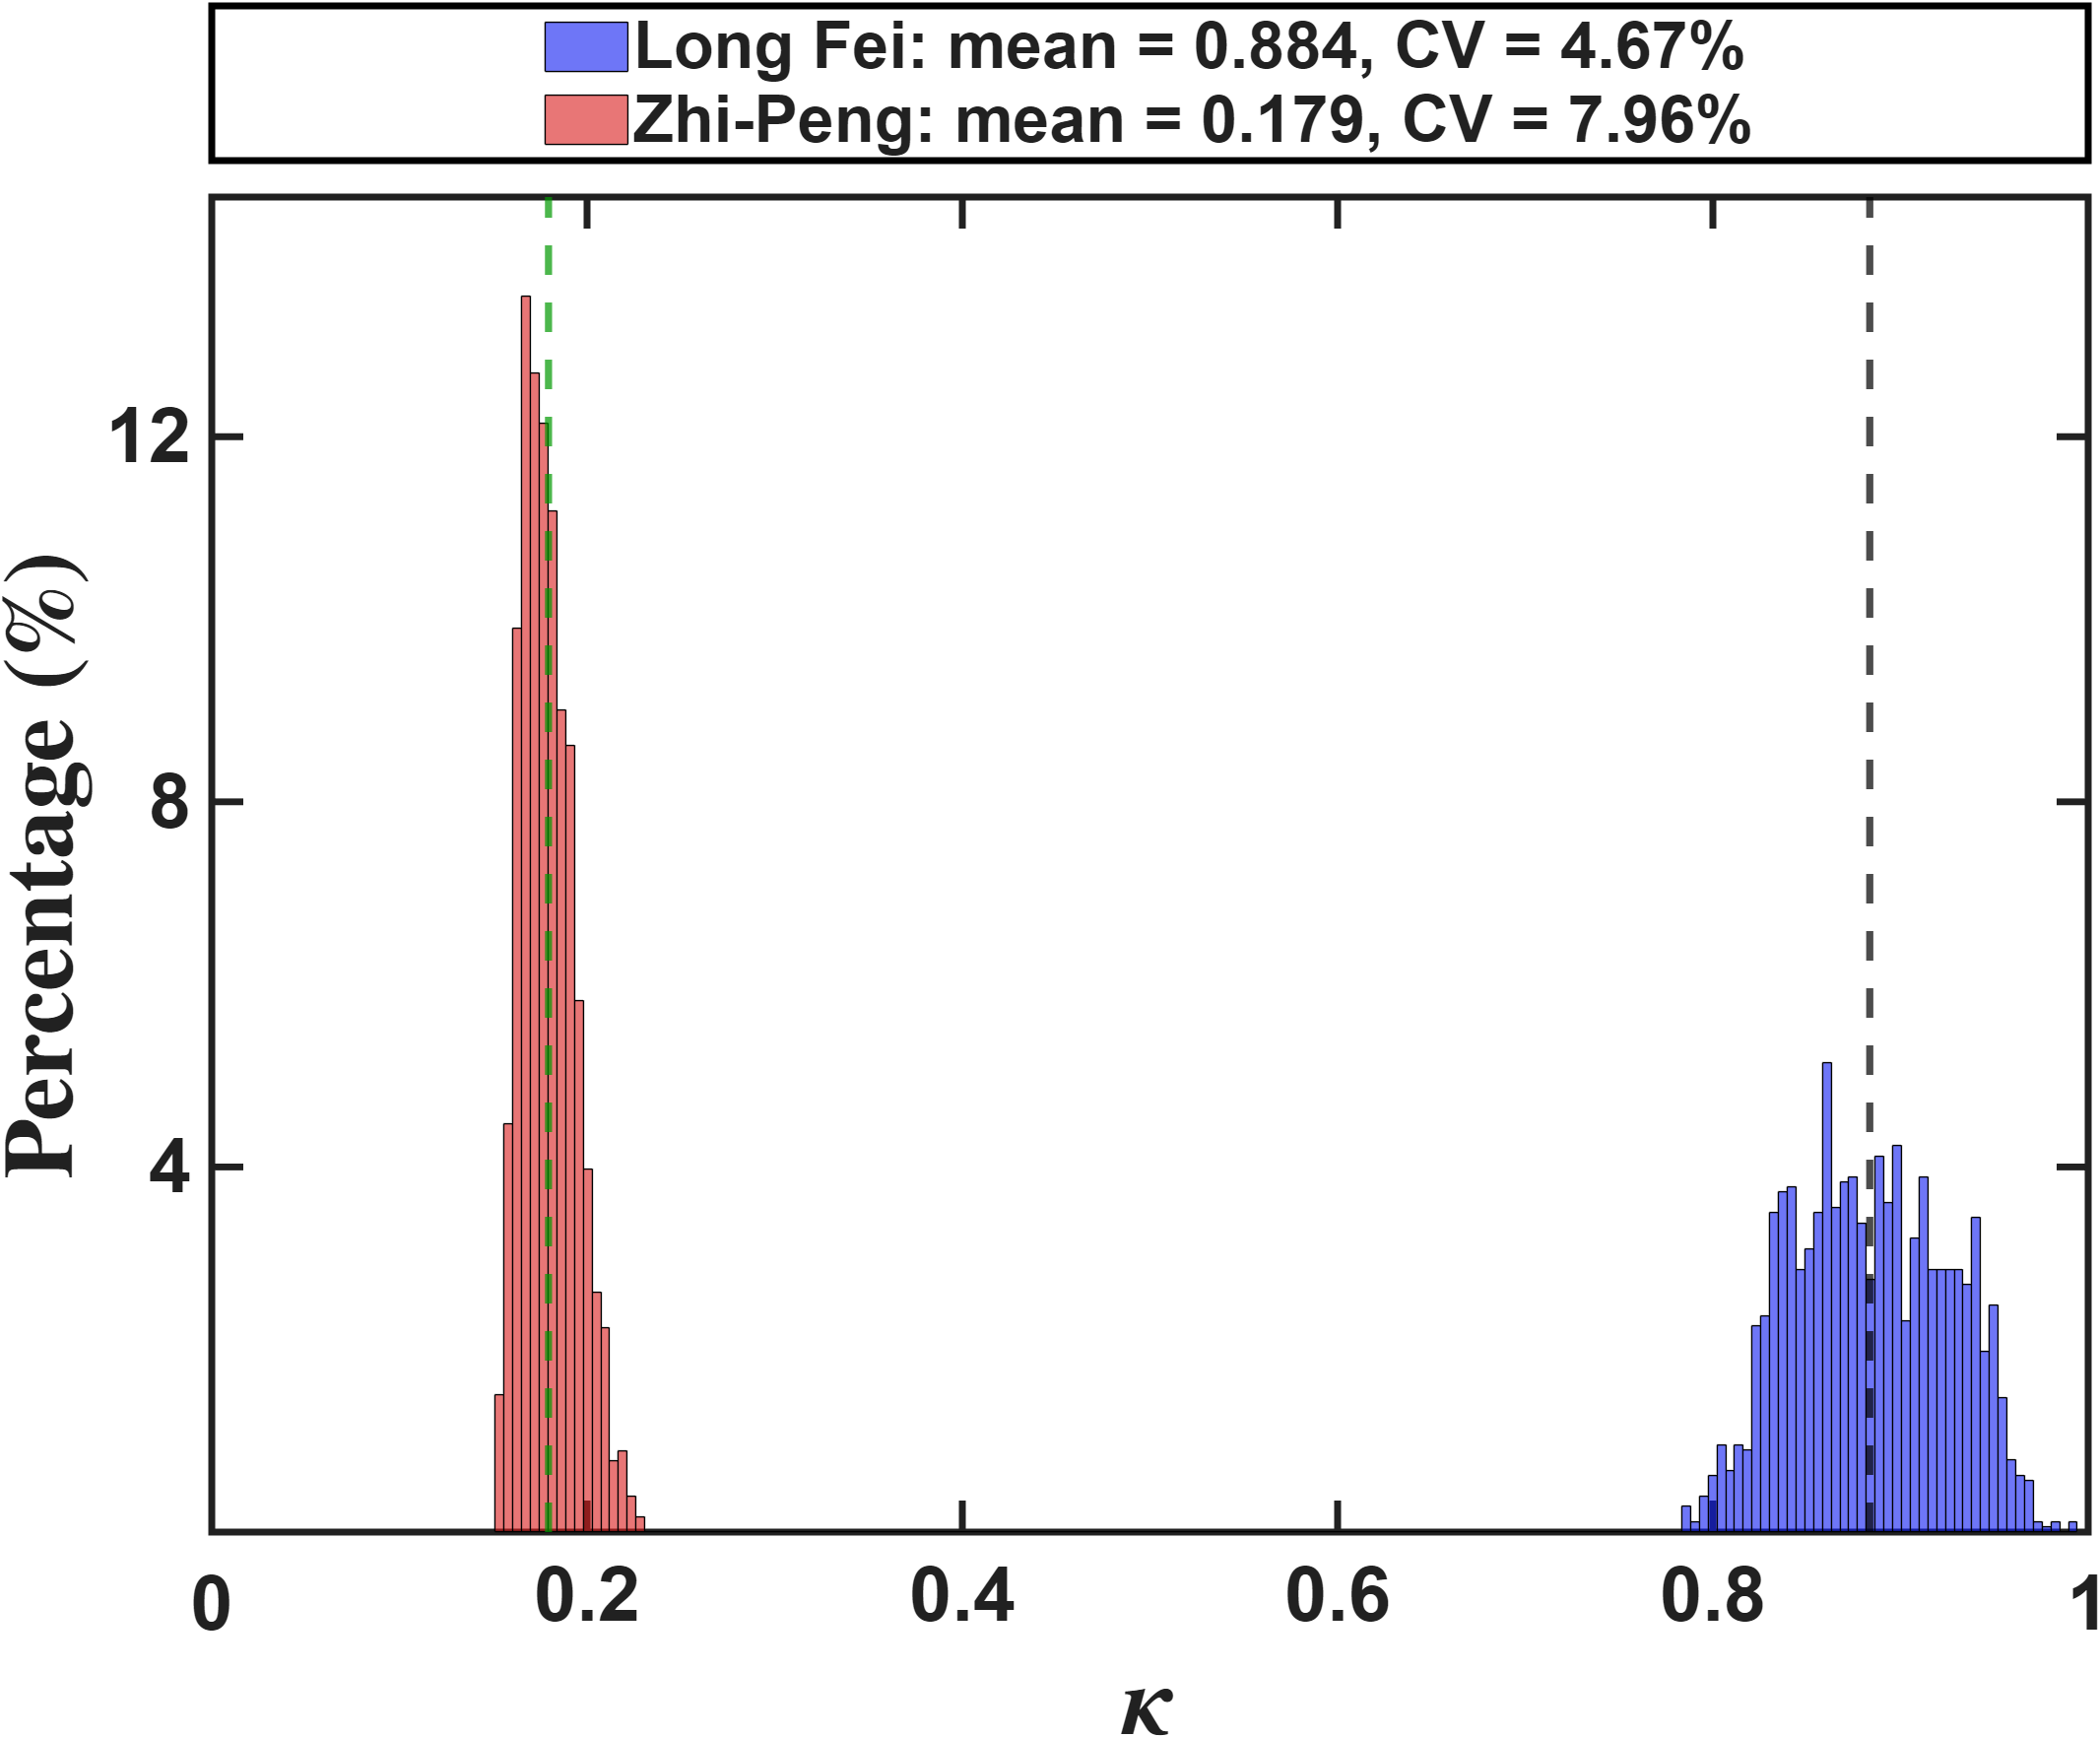 Long Fei: mean = 0.884, CV = 4.67%
Zhi-Peng: mean = 0.179, CV = 7.96%
12
8
4
Percentage (%)
0 0.2 0.4 0.6 0.8 1
κ